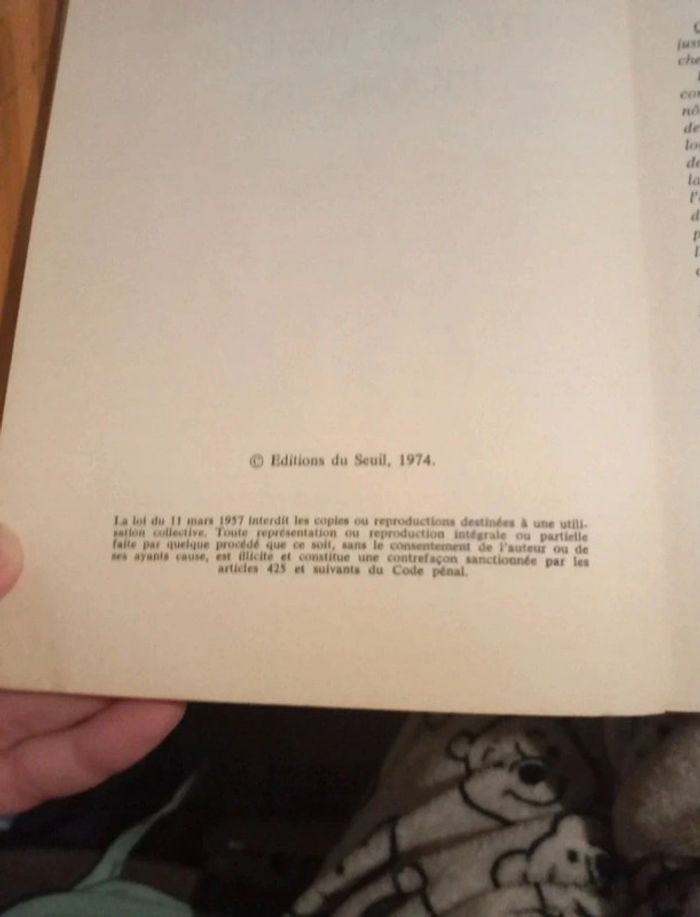 © Editions du Seuil, 1974.
La loi du 11 mars 1957 interdit les copies ou reproductions destinées à une utili-
sation collective. Toute représentation ou reproduction intégrale ou partielle
faite par quelque procédé que ce soit, sans le consentement de l'auteur ou de
ses ayants cause, est illicite et constitue une contrefaçon sanctionnée par les
articles 425 et suivants du Code pénal.